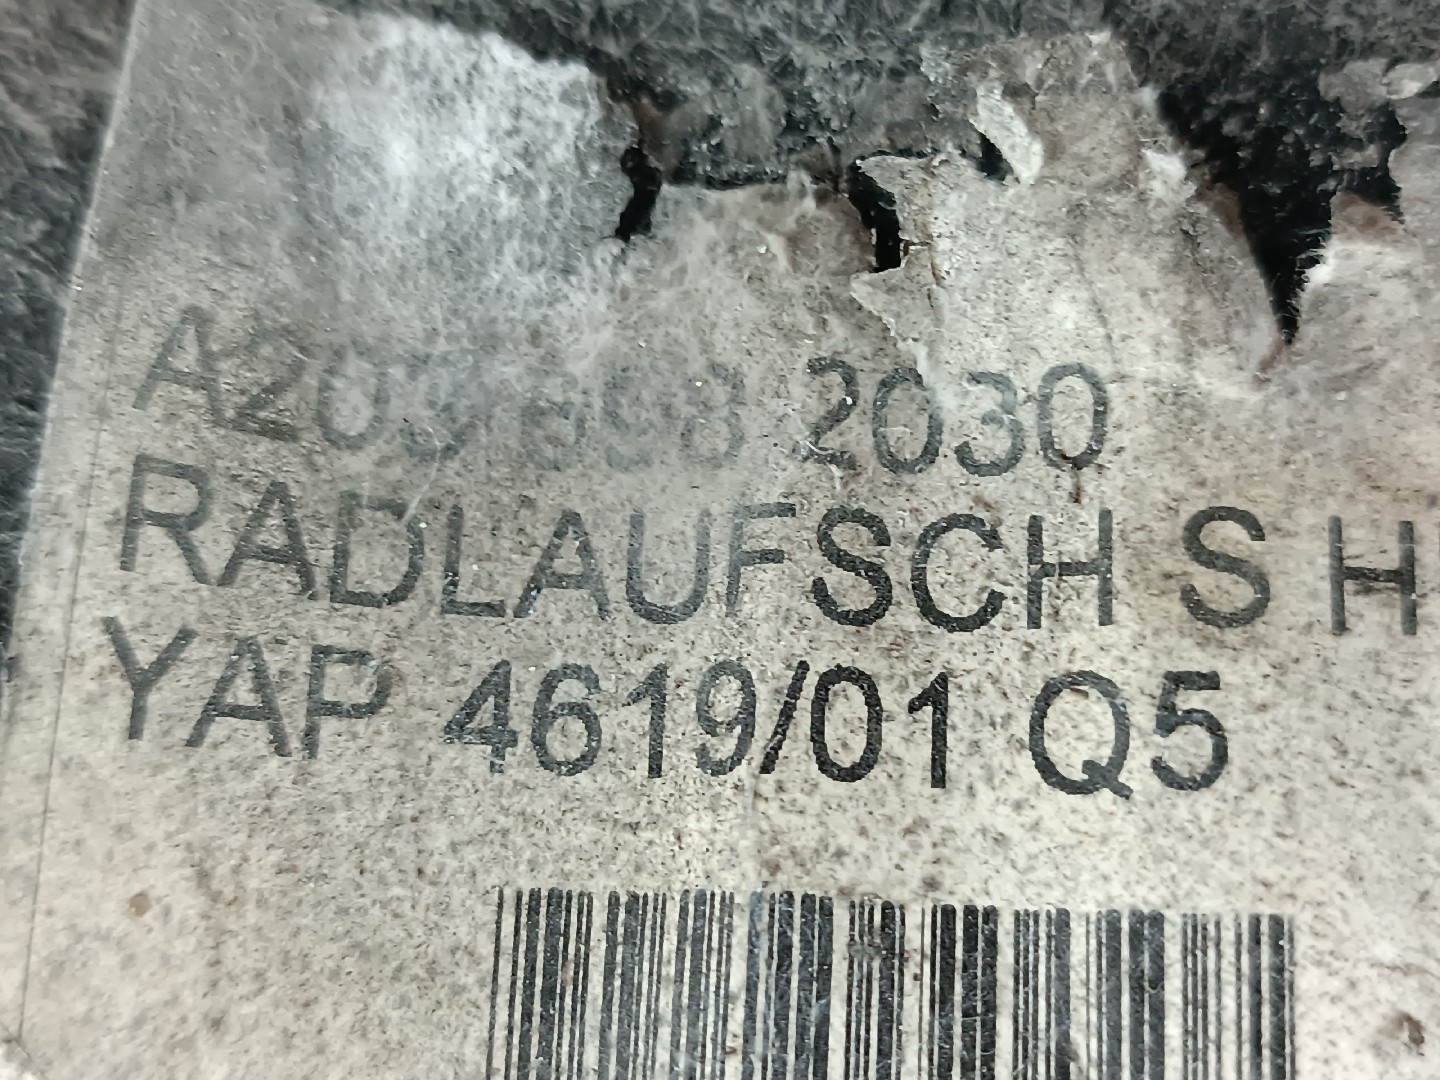 2030
RADLAUFSCH S H
YAP 4619/01 Q5